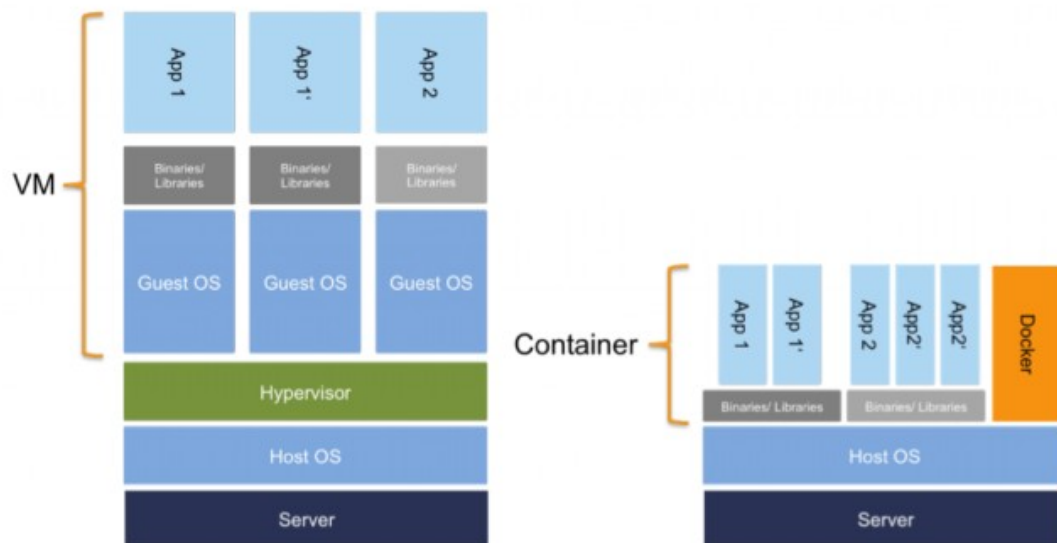 VM
App 1
App 1'
App 2
Binaries/
Libraries
Binaries/
Libraries
Binaries/
Libraries
Guest OS
Guest OS
Guest OS
Hypervisor
Host OS
Server
Container
App 1
App 1'
App 2
App2'
App2'
Docker
Binaries/ Libraries
Binaries/ Libraries
Host OS
Server